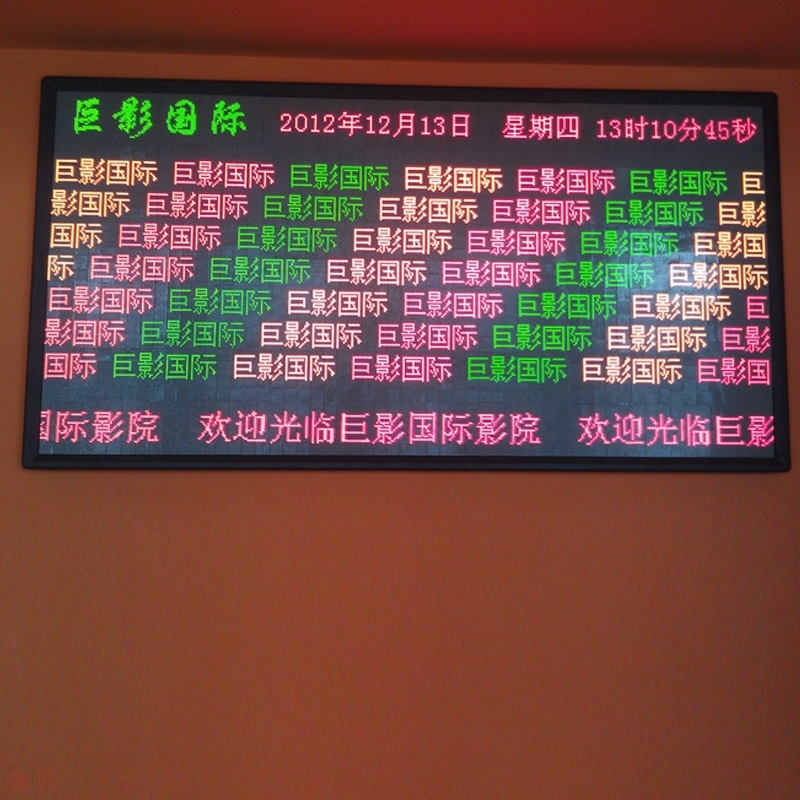 巨影国际 2012年12月13日 星期四 13时10分45秒
巨影国际 巨影国际 巨影国际 巨影国际 巨影国际 巨影国际 巨
影国际 巨影国际 巨影国际 巨影国际 巨影国际 巨影国际 巨影
国际 巨影国际 巨影国际 巨影国际 巨影国际 巨影国际 巨影国
际 巨影国际 巨影国际 巨影国际 巨影国际 巨影国际 巨影国际
巨影国际 巨影国际 巨影国际 巨影国际 巨影国际 巨影国际 巨
影国际 巨影国际 巨影国际 巨影国际 巨影国际 巨影国际 巨影
国际 巨影国际 巨影国际 巨影国际 巨影国际 巨影国际 巨影国
国际影院 欢迎光临巨影国际影院 欢迎光临巨影